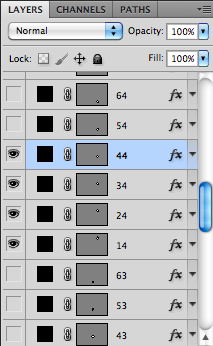 LAYERS CHANNELS PATHS
Normal Opacity: 100%
Lock: Fill: 100%
64 fx
54 fx
44 fx
34 fx
24 fx
14 fx
63 fx
53 fx
43 fx